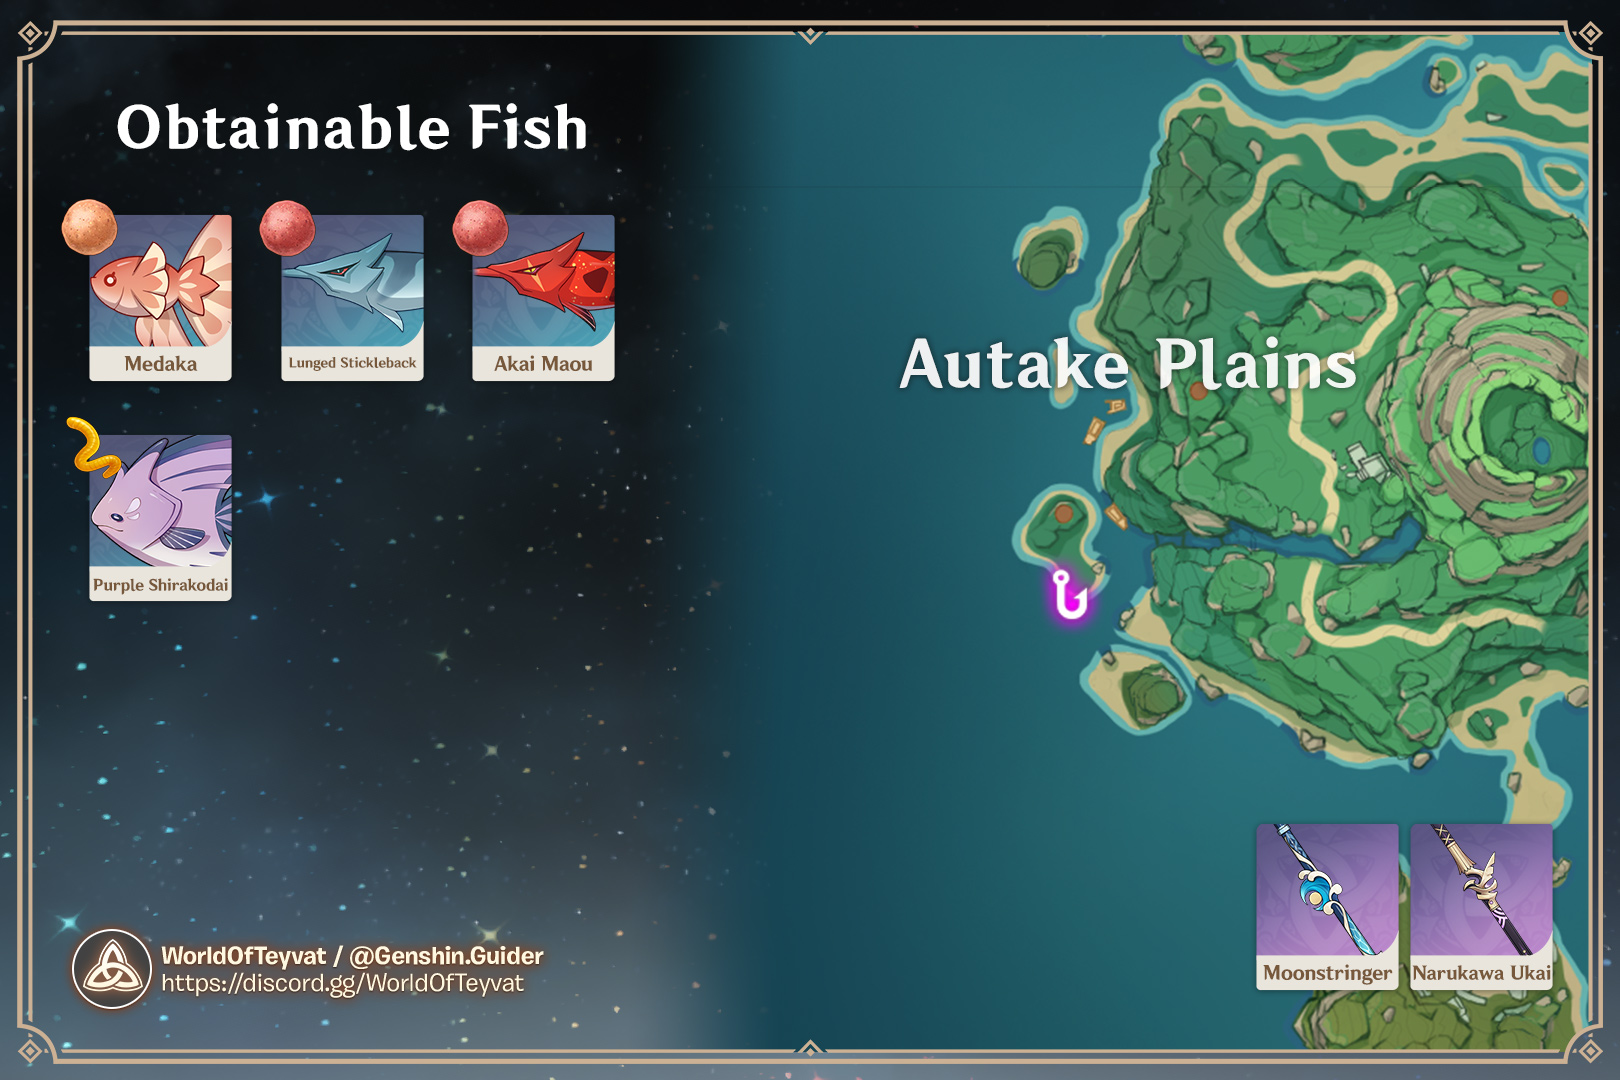 Obtainable Fish
Medaka
Lunged Stickleback
Akai Maou
Purple Shirakodai
Autake Plains
Moonstringer
Narukawa Ukai
WorldOfTeyvat / @Genshin.Guider
https://discord.gg/WorldOfTeyvat